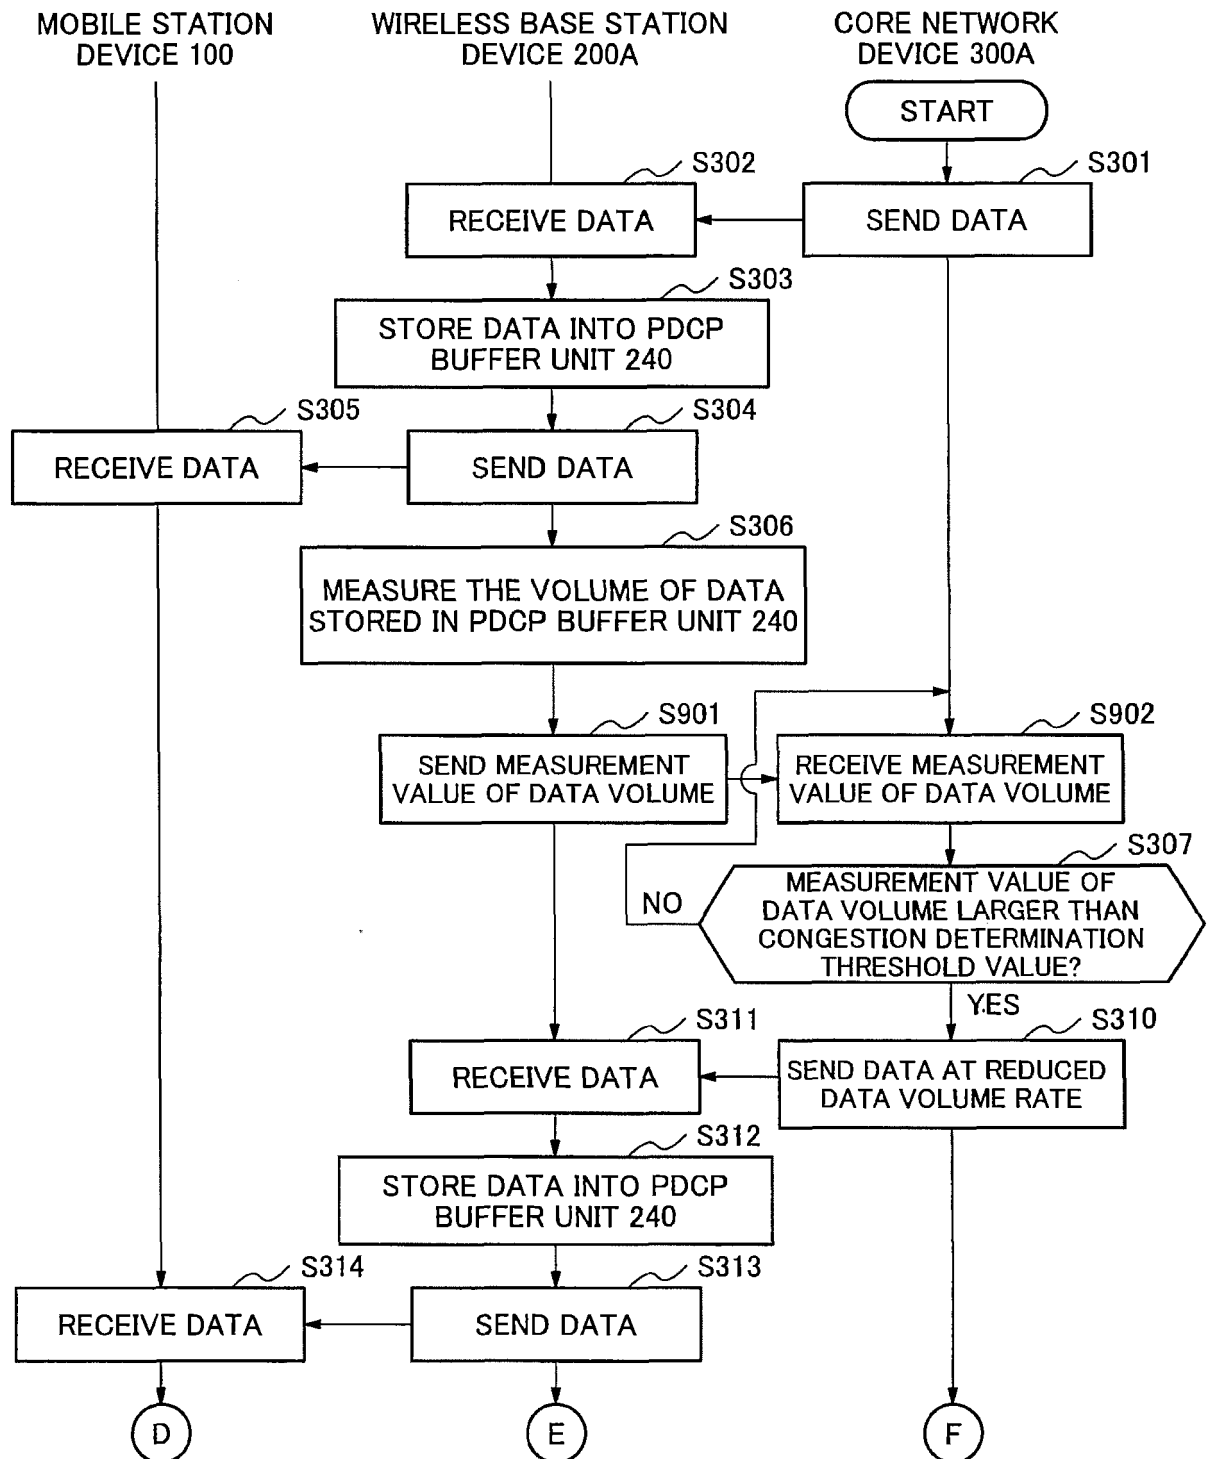 MOBILE STATION
DEVICE 100
WIRELESS BASE STATION
DEVICE 200A
CORE NETWORK
DEVICE 300A
START
S302
S301
RECEIVE DATA
SEND DATA
S303
STORE DATA INTO PDCP
BUFFER UNIT 240
S305
S304
RECEIVE DATA
SEND DATA
S306
MEASURE THE VOLUME OF DATA
STORED IN PDCP BUFFER UNIT 240
S901
S902
SEND MEASUREMENT
VALUE OF DATA VOLUME
RECEIVE MEASUREMENT
VALUE OF DATA VOLUME
S307
NO
MEASUREMENT VALUE OF
DATA VOLUME LARGER THAN
CONGESTION DETERMINATION
THRESHOLD VALUE?
YES
S311
S310
RECEIVE DATA
SEND DATA AT REDUCED
DATA VOLUME RATE
S312
STORE DATA INTO PDCP
BUFFER UNIT 240
S314
S313
RECEIVE DATA
SEND DATA
D
E
F